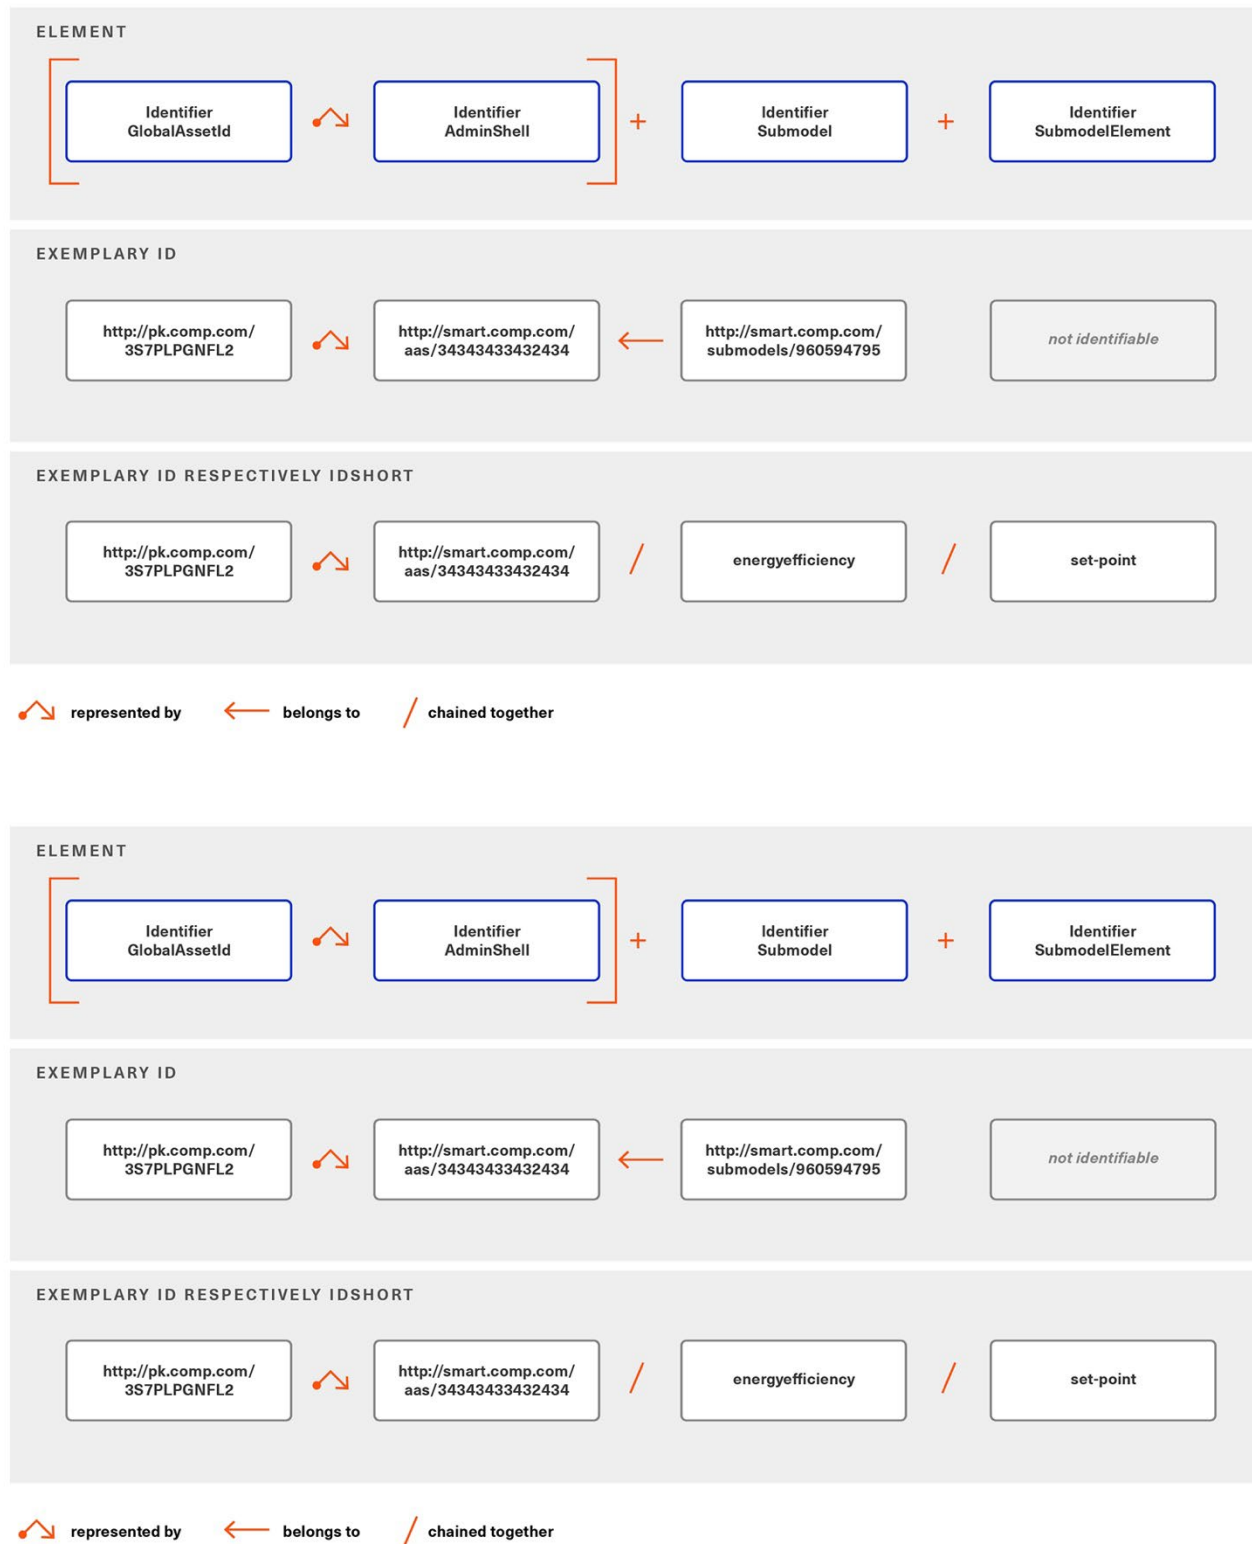 ELEMENT
Identifier
GlobalAssetId
Identifier
AdminShell
+
Identifier
Submodel
+
Identifier
SubmodelElement
EXEMPLARY ID
http://pk.comp.com/
3S7PLPGNFL2
http://smart.comp.com/
aas/34343433432434
http://smart.comp.com/
submodels/960594795
not identifiable
EXEMPLARY ID RESPECTIVELY IDSHORT
http://pk.comp.com/
3S7PLPGNFL2
http://smart.comp.com/
aas/34343433432434
/
energyefficiency
/
set-point
represented by
belongs to
/ chained together
ELEMENT
Identifier
GlobalAssetId
Identifier
AdminShell
+
Identifier
Submodel
+
Identifier
SubmodelElement
EXEMPLARY ID
http://pk.comp.com/
3S7PLPGNFL2
http://smart.comp.com/
aas/34343433432434
http://smart.comp.com/
submodels/960594795
not identifiable
EXEMPLARY ID RESPECTIVELY IDSHORT
http://pk.comp.com/
3S7PLPGNFL2
http://smart.comp.com/
aas/34343433432434
/
energyefficiency
/
set-point
represented by
belongs to
/ chained together